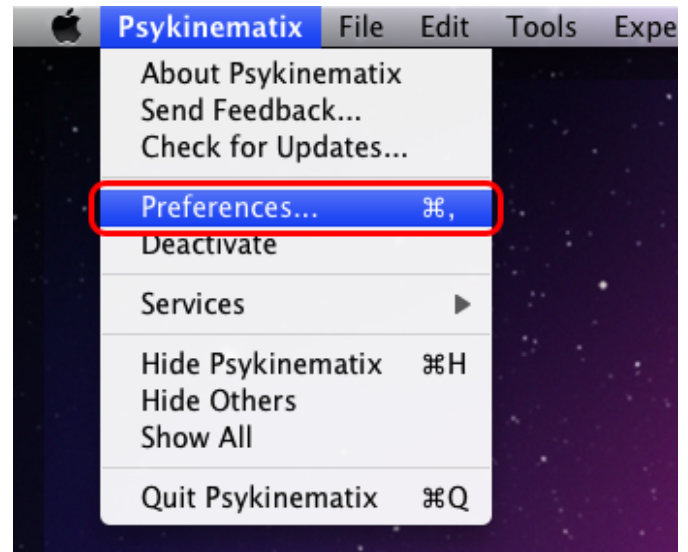 Psykinematix File Edit Tools Expe
About Psykinematix
Send Feedback...
Check for Updates...
Preferences... ⌘,
Deactivate
Services ▶
Hide Psykinematix ⌘H
Hide Others
Show All
Quit Psykinematix ⌘Q